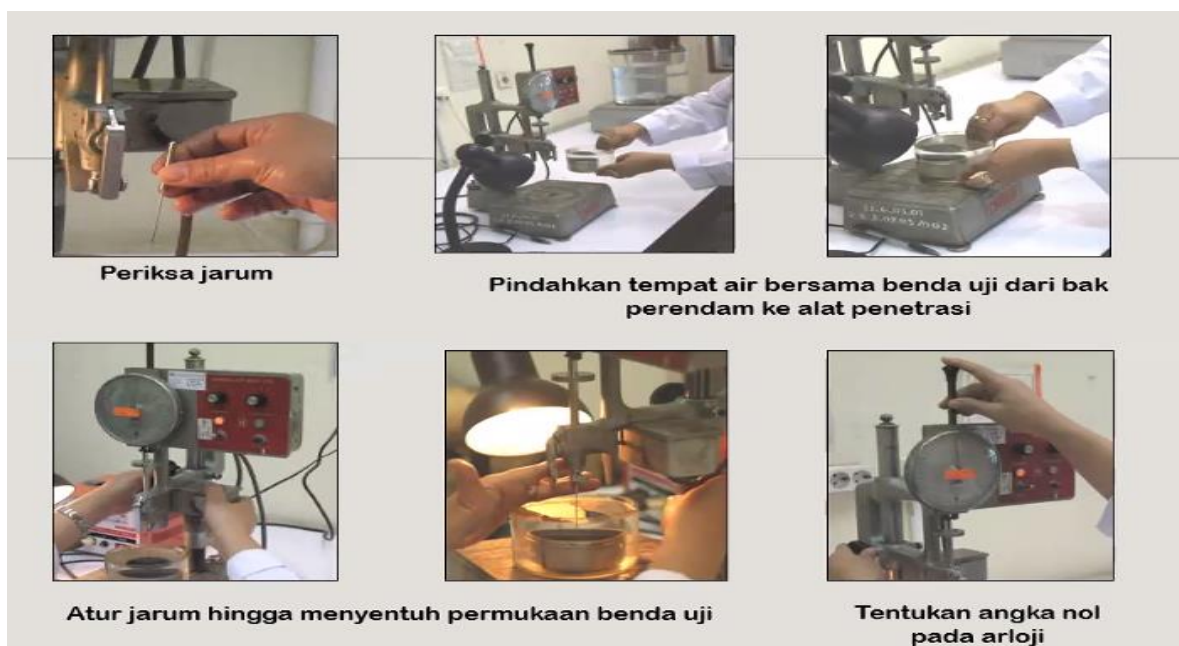 Periksa jarum
Pindahkan tempat air bersama benda uji dari bak
perendam ke alat penetrasi
Atur jarum hingga menyentuh permukaan benda uji
Tentukan angka nol
pada arloji